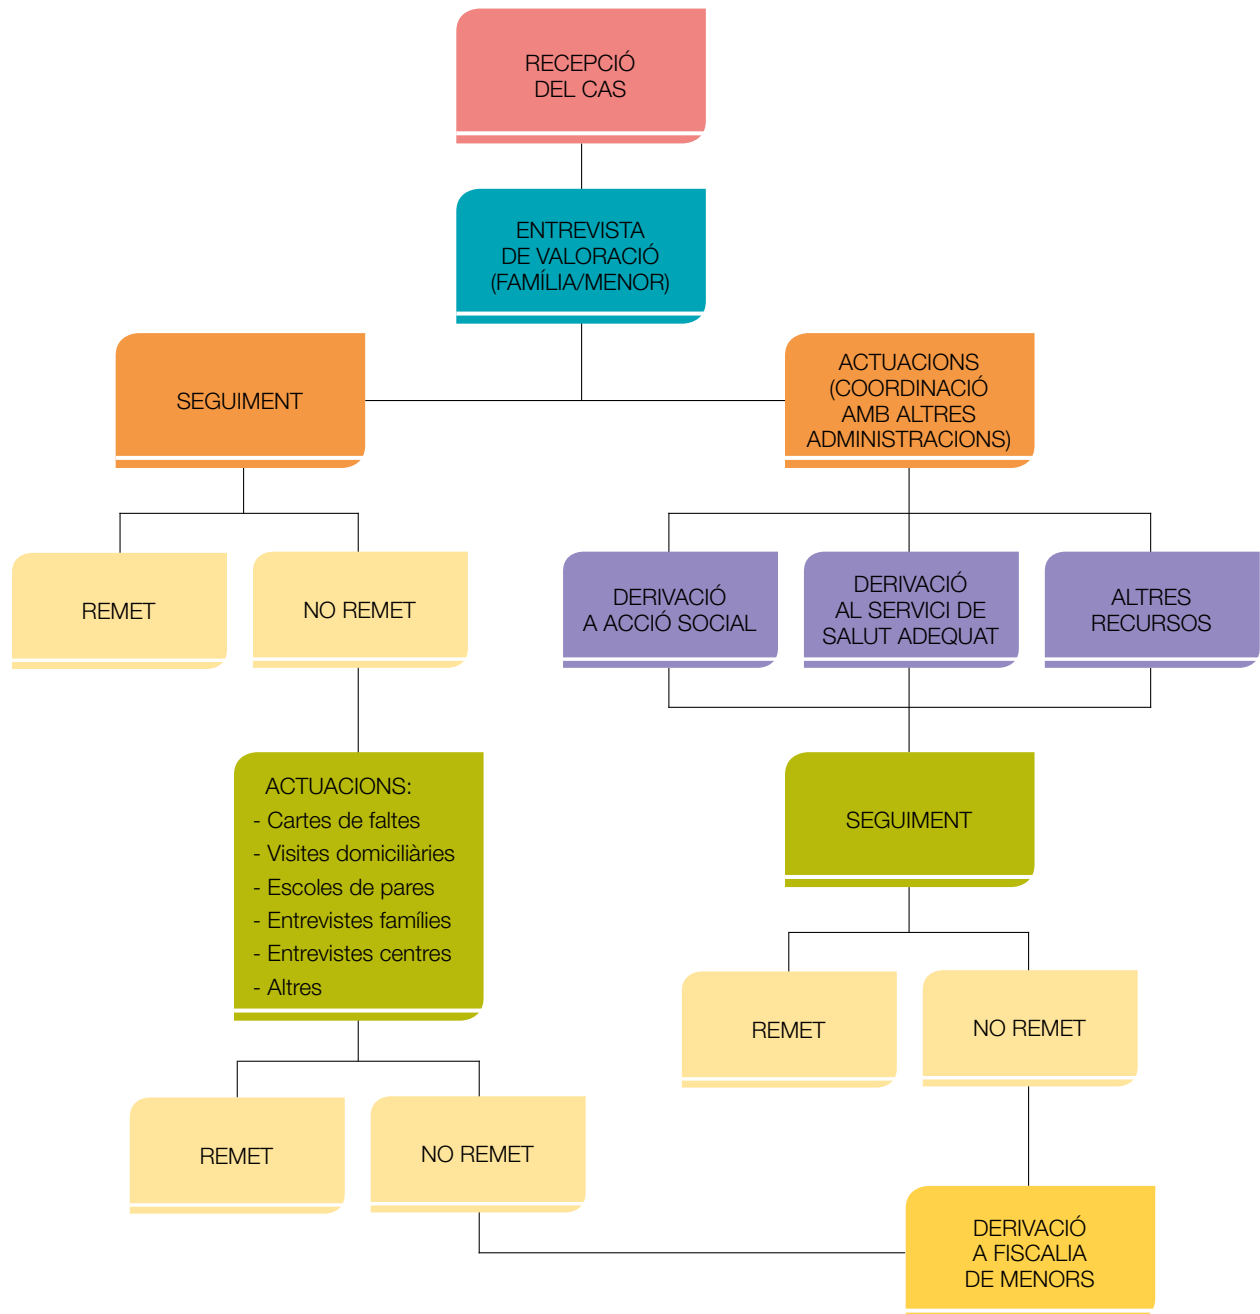 RECEPCIÓ
DEL CAS
ENTREVISTA
DE VALORACIÓ
(FAMÍLIA/MENOR)
SEGUIMENT
ACTUACIONS
(COORDINACIÓ
AMB ALTRES
ADMINISTRACIONS)
REMET
NO REMET
DERIVACIÓ
A ACCIÓ SOCIAL
DERIVACIÓ
AL SERVICI DE
SALUT ADEQUAT
ALTRES
RECURSOS
ACTUACIONS:
- Cartes de faltes
- Visites domiciliàries
- Escoles de pares
- Entrevistes famílies
- Entrevistes centres
- Altres
SEGUIMENT
REMET
NO REMET
REMET
NO REMET
DERIVACIÓ
A FISCALIA
DE MENORS